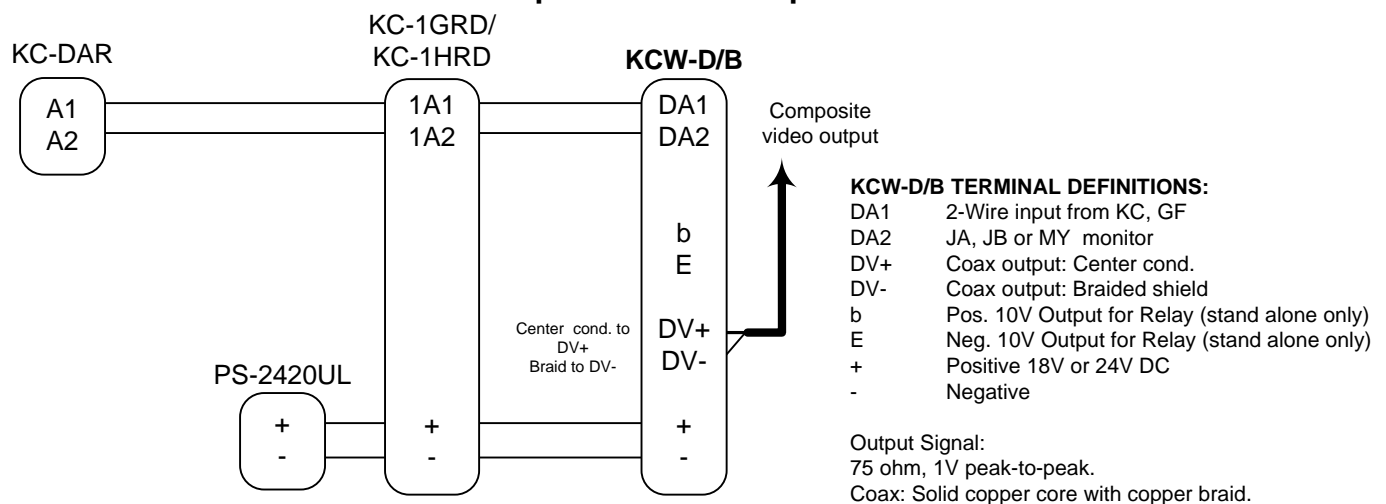 KC-DAR
A1
A2
KC-1GRD/
KC-1HRD
1A1
1A2
+
-
PS-2420UL
+
-
KCW-D/B
DA1
DA2
b
E
DV+
DV-
+
-
Center cond. to
DV+
Braid to DV-
Composite
video output
KCW-D/B TERMINAL DEFINITIONS:
DA1 2-Wire input from KC, GF
DA2 JA, JB or MY monitor
DV+ Coax output: Center cond.
DV- Coax output: Braided shield
b Pos. 10V Output for Relay (stand alone only)
E Neg. 10V Output for Relay (stand alone only)
+ Positive 18V or 24V DC
- Negative
Output Signal:
75 ohm, 1V peak-to-peak.
Coax: Solid copper core with copper braid.